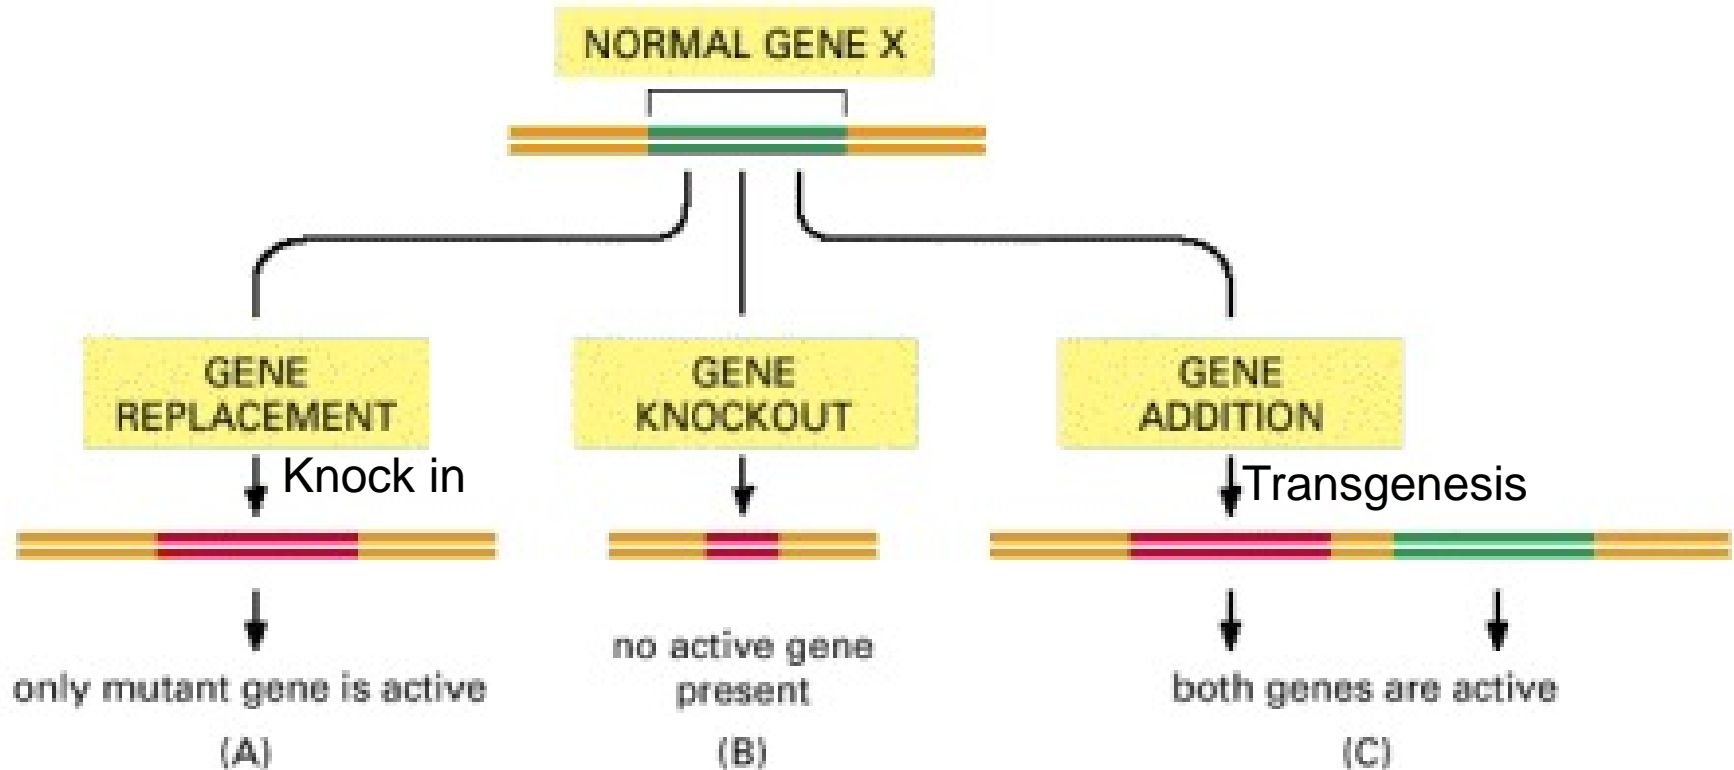 NORMAL GENE X
GENE
REPLACEMENT
GENE
KNOCKOUT
GENE
ADDITION
Knock in
Transgenesis
only mutant gene is active
no active gene
present
both genes are active
(A)
(B)
(C)